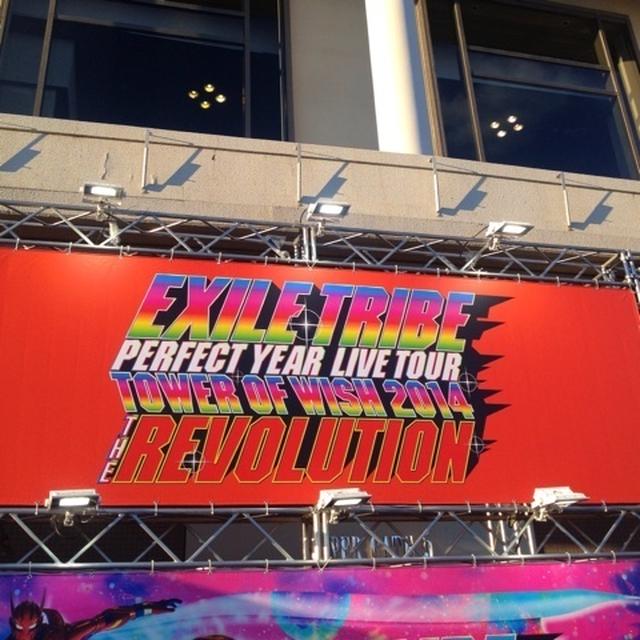 EXILE TRIBE
PERFECT YEAR LIVE TOUR
TOWER OF WISH 2014
THE REVOLUTION